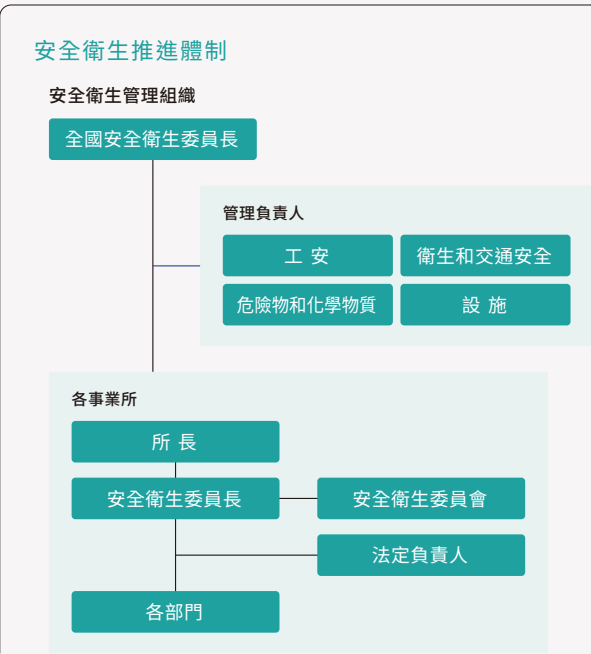 安全衛生推進體制
安全衛生管理組織
全國安全衛生委員長
管理負責人
工 安
衛生和交通安全
危險物和化學物質
設 施
各事業所
所 長
安全衛生委員長
安全衛生委員會
法定負責人
各部門